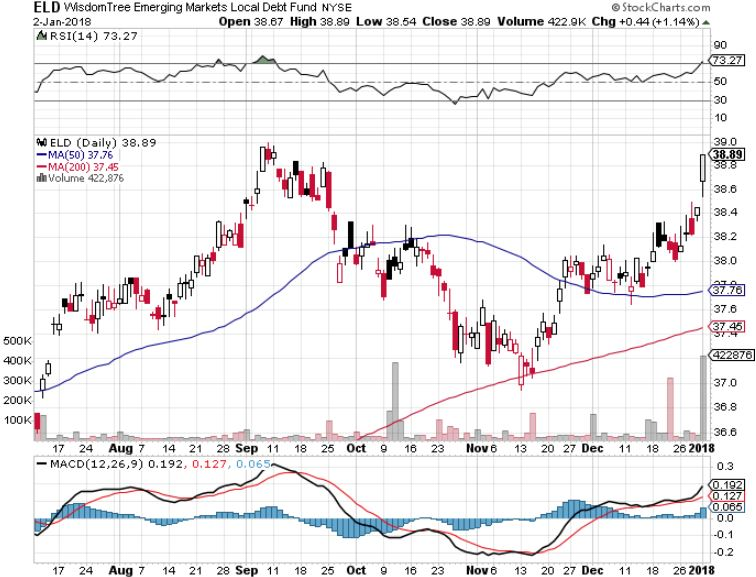 ELD WisdomTree Emerging Markets Local Debt Fund NYSE © StockCharts.com
2-Jan-2018 Open 38.67 High 38.89 Low 38.54 Close 38.89 Volume 422.9K Chg +0.44 (+1.14%)
RSI(14) 73.27
90
73.27
50
30
10
ELD (Daily) 38.89
MA(50) 37.76
MA(200) 37.45
Volume 422,876
39.0
38.89
38.8
38.6
38.4
38.2
38.0
37.76
37.6
37.45
37.4
500K
422876
400K
300K
37.0
200K
36.8
100K
36.6
17 24 Aug 7 14 21 28 Sep 11 18 25 Oct 9 16 23 Nov 6 13 20 27 Dec 11 18 26 2018
MACD(12,26,9) 0.192, 0.127, 0.065
0.3
0.192
0.127
0.065
0.0
-0.1
-0.2
17 24 Aug 7 14 21 28 Sep 11 18 25 Oct 9 16 23 Nov 6 13 20 27 Dec 11 18 26 2018